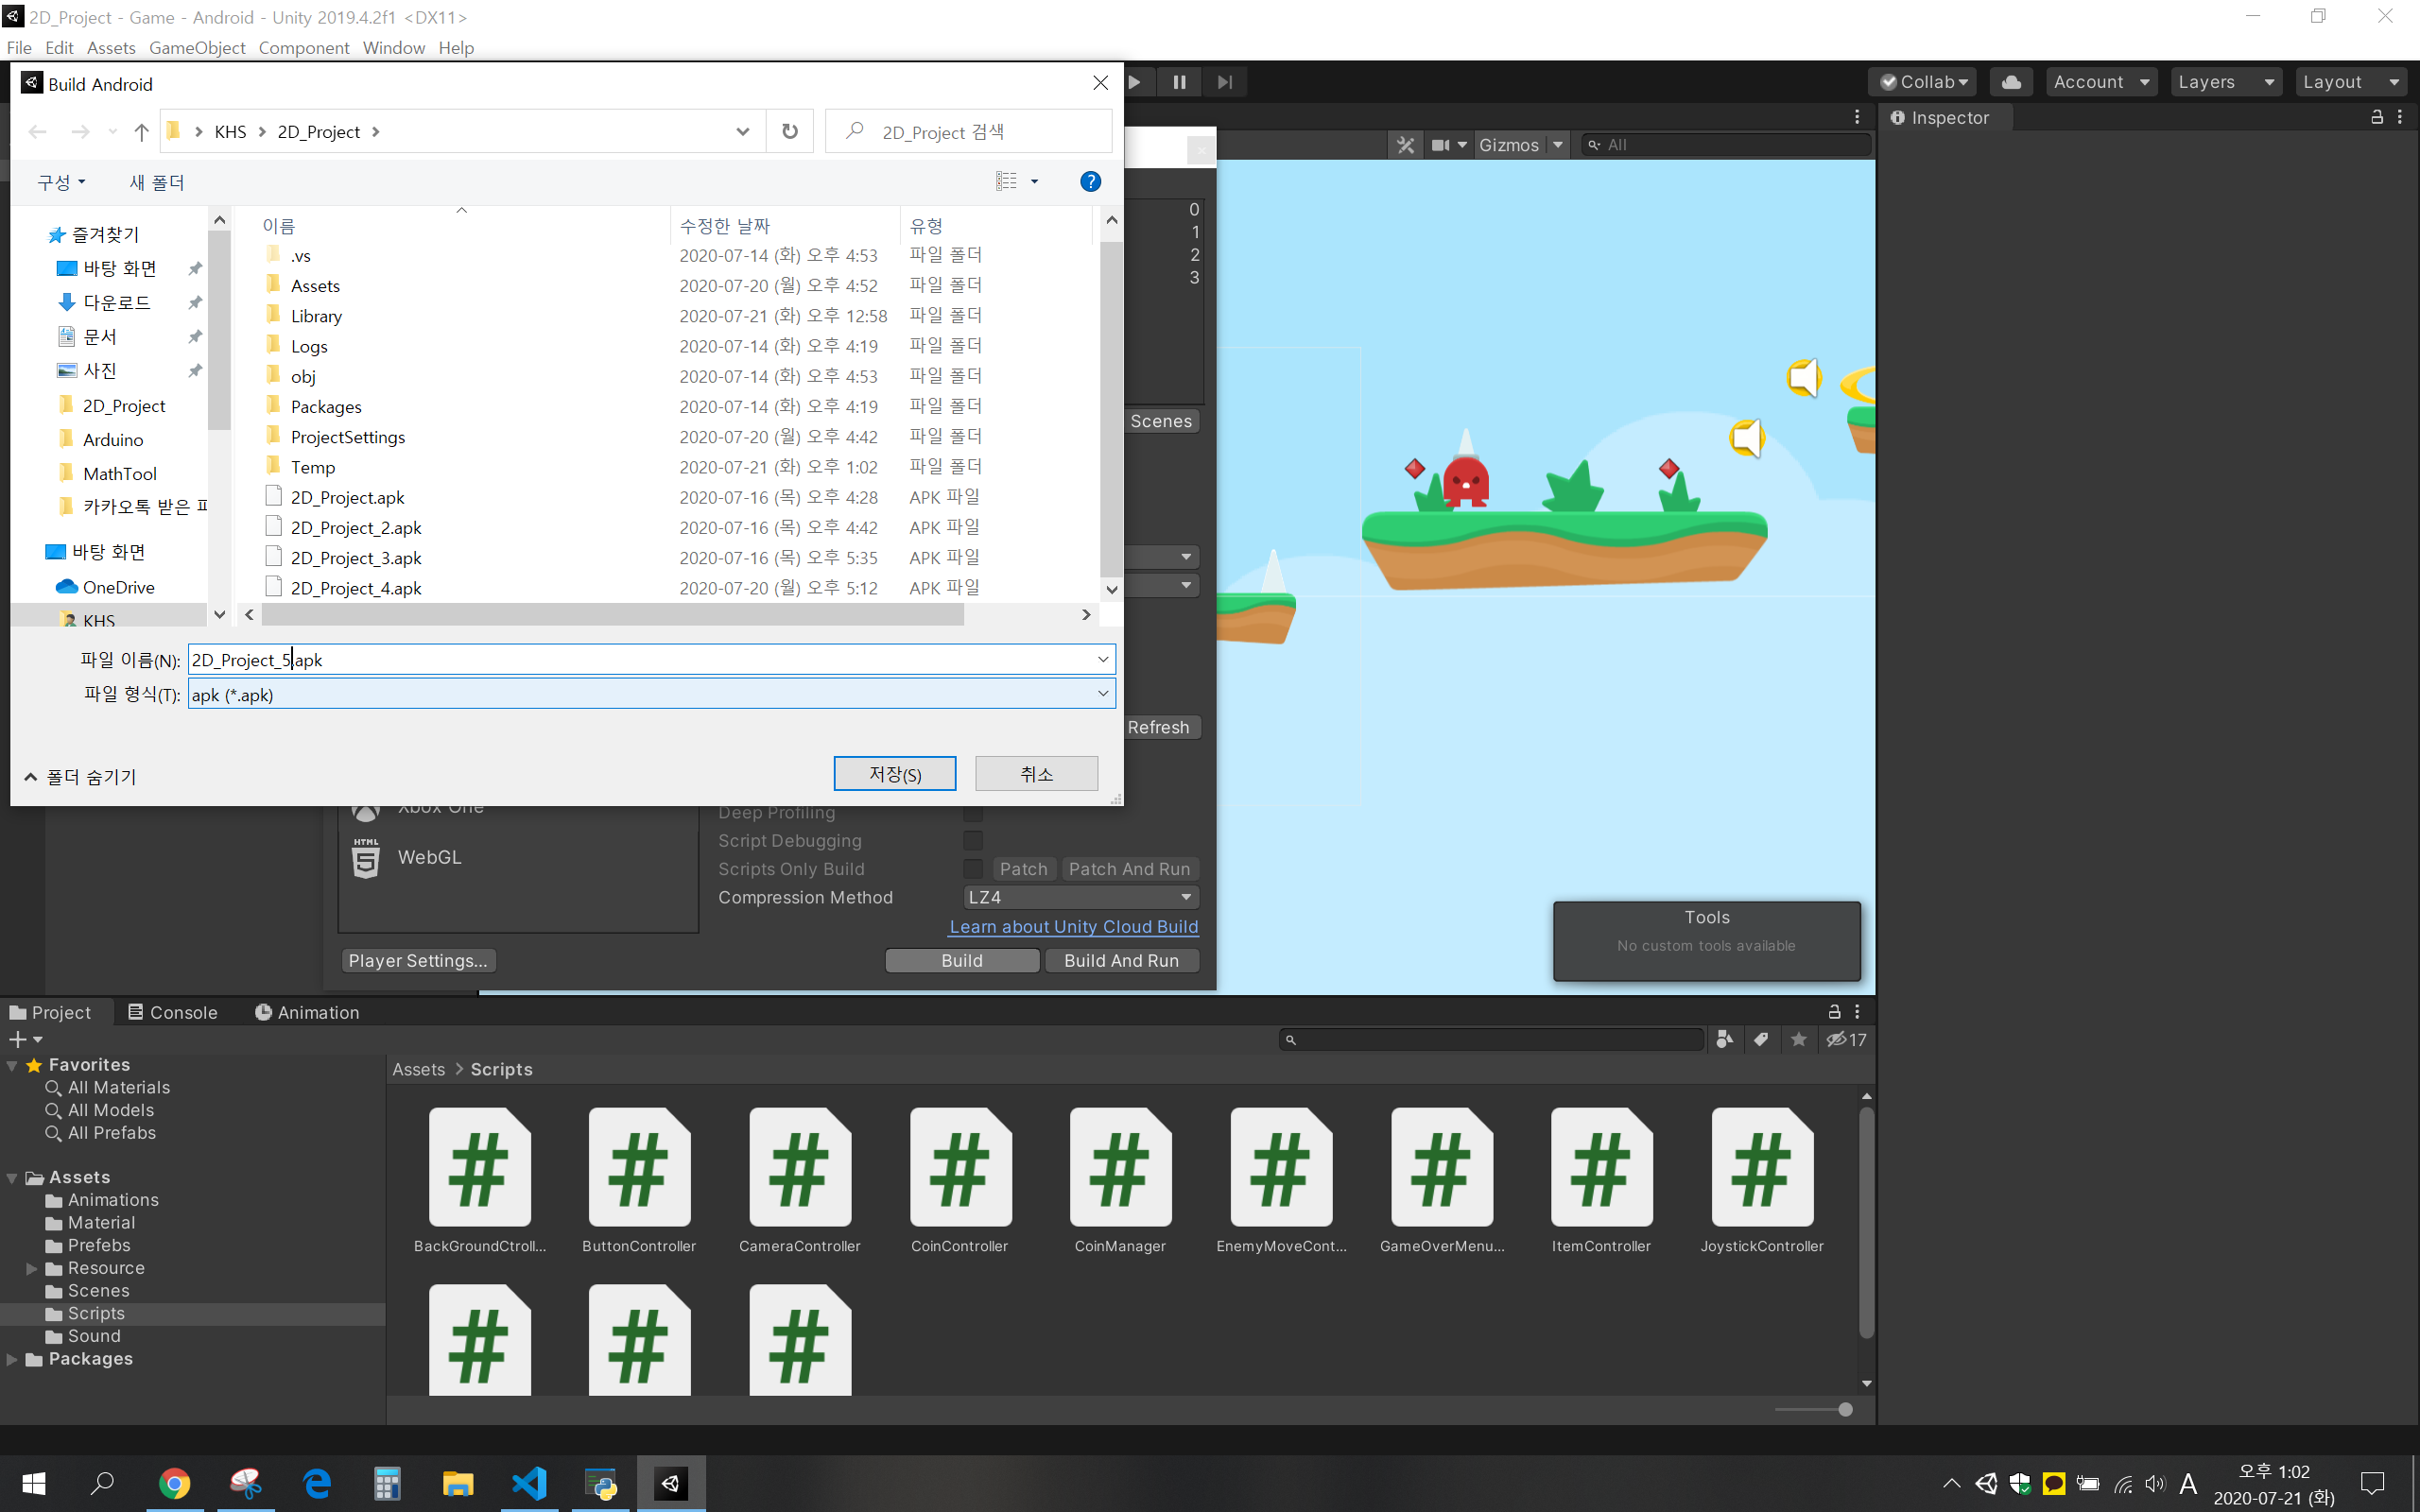 2D_Project - Game - Android - Unity 2019.4.2f1 <DX11>
File Edit Assets GameObject Component Window Help
Build Android
KHS 2D_Project
2D_Project 검색
구성 새 폴더
즐겨찾기
바탕 화면
다운로드
문서
사진
2D_Project
Arduino
MathTool
카카오톡 받은
바탕 화면
OneDrive
KHS
이름 수정한 날짜 유형
.vs 2020-07-14 (화) 오후 4:53 파일 폴더
Assets 2020-07-20 (월) 오후 4:52 파일 폴더
Library 2020-07-21 (화) 오후 12:58 파일 폴더
Logs 2020-07-14 (화) 오후 4:19 파일 폴더
obj 2020-07-14 (화) 오후 4:53 파일 폴더
Packages 2020-07-14 (화) 오후 4:19 파일 폴더
ProjectSettings 2020-07-20 (월) 오후 4:42 파일 폴더
Temp 2020-07-21 (화) 오후 1:02 파일 폴더
2D_Project.apk 2020-07-16 (목) 오후 4:28 APK 파일
2D_Project_2.apk 2020-07-16 (목) 오후 4:42 APK 파일
2D_Project_3.apk 2020-07-16 (목) 오후 5:35 APK 파일
2D_Project_4.apk 2020-07-20 (월) 오후 5:12 APK 파일
파일 이름(N): 2D_Project_5.apk
파일 형식(T): apk (*.apk)
폴더 숨기기
저장(S) 취소
Collab Account Layers Layout
Inspector
Gizmos All
0
1
2
3
Scenes
Refresh
Xbox One
WebGL
Deep Profiling
Script Debugging
Scripts Only Build Patch Patch And Run
Compression Method LZ4
Learn about Unity Cloud Build
Player Settings... Build Build And Run
Tools
No custom tools available
Project Console Animation
17
Favorites
All Materials
All Models
All Prefabs
Assets
Animations
Material
Prefebs
Resource
Scenes
Scripts
Sound
Packages
Assets > Scripts
BackGroundCtroll... ButtonController CameraController CoinController CoinManager EnemyMoveCont... GameOverMenu... ItemController JoystickController
HTML
A
오후 1:02
2020-07-21 (화)